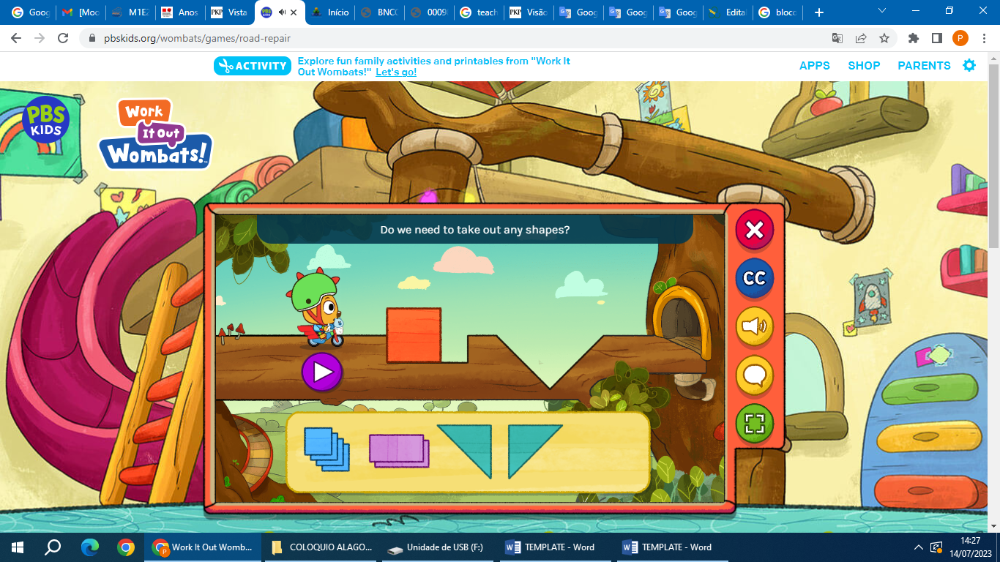 Goog
[Moo
M1E2
Anos
Vista
Início
BNCC
0009
teach
Visão
Goog
Goog
Goog
Edital
blocc
pbskids.org/wombats/games/road-repair
P
ACTIVITY
Explore fun family activities and printables from "Work It
Out Wombats!" Let's go!
APPS SHOP PARENTS
PBS
KIDS
Work
It Out
Wombats!
Do we need to take out any shapes?
CC
Work It Out Womb...
COLOQUIO ALAGO...
Unidade de USB (F:)
TEMPLATE - Word
TEMPLATE - Word
14:27
14/07/2023